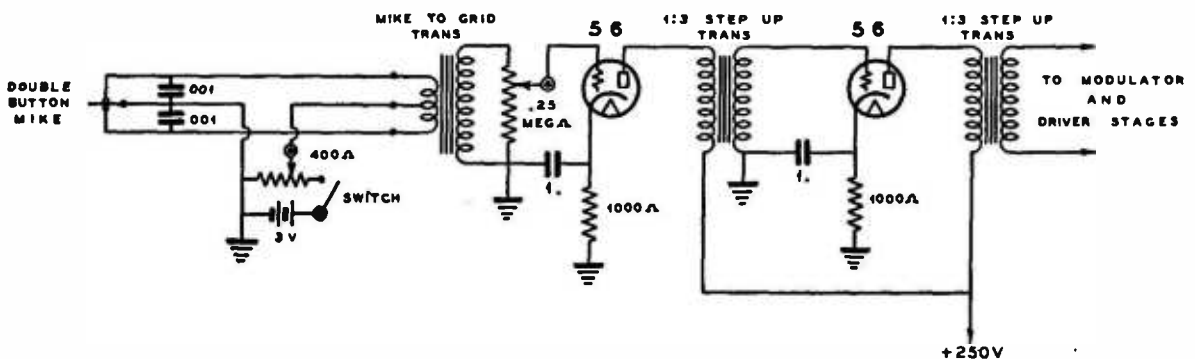 DOUBLE
BUTTON
MIKE
001
001
400Ω
SWITCH
3V
MIKE TO GRID
TRANS
.25
MEGΩ
1.
56
1000Ω
1:3 STEP UP
TRANS
1.
56
1000Ω
1:3 STEP UP
TRANS
TO MODULATOR
AND
DRIVER STAGES
+250V